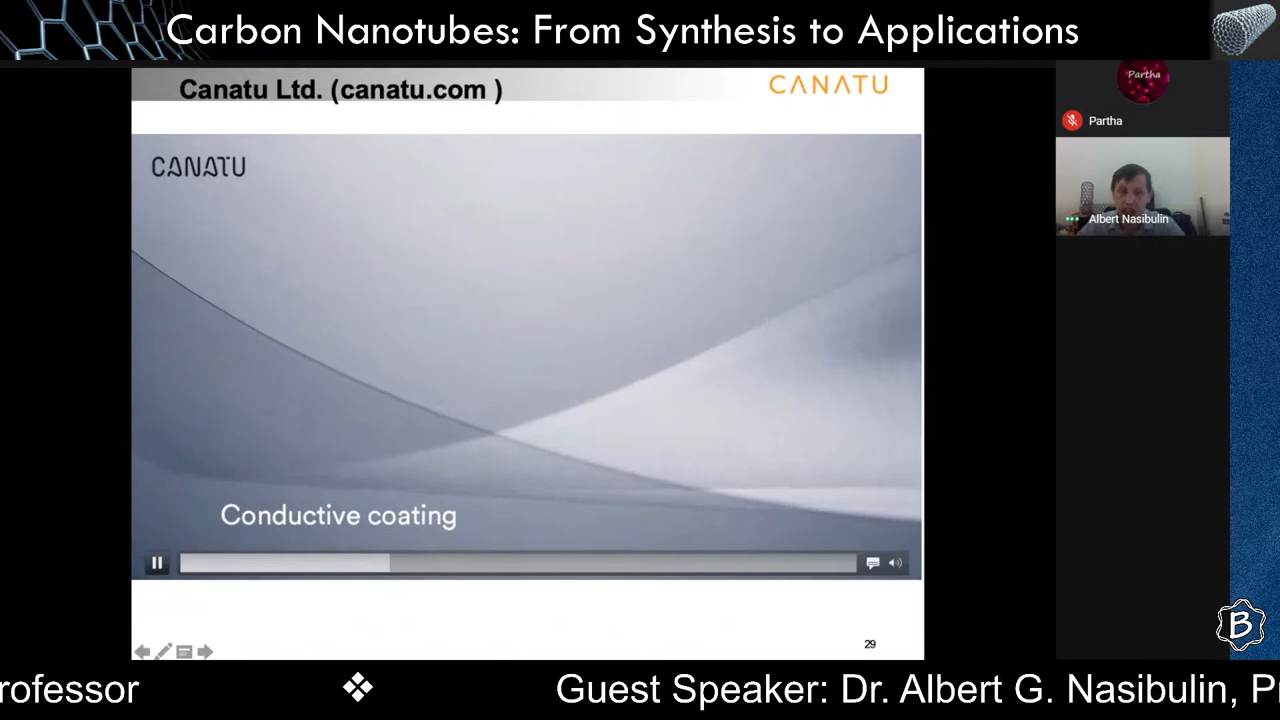 Carbon Nanotubes: From Synthesis to Applications
Canatu Ltd. (canatu.com )
CANATU
Partha
Partha
CANATU
Albert Nasibulin
Conductive coating
29
B
rofessor ❖ Guest Speaker: Dr. Albert G. Nasibulin, P